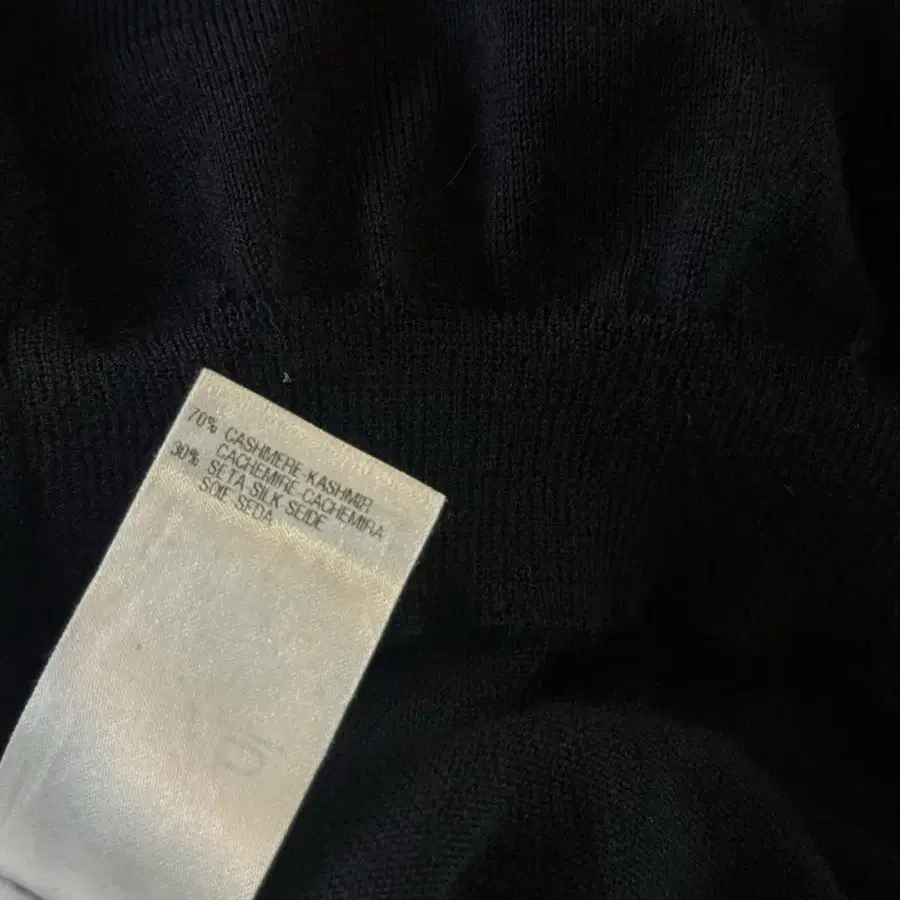 70% CASHMERE-KASHMIR
CACHEMIRE-CACHEMIRA
30% SETA SILK SEIDE
SOIE SEDA